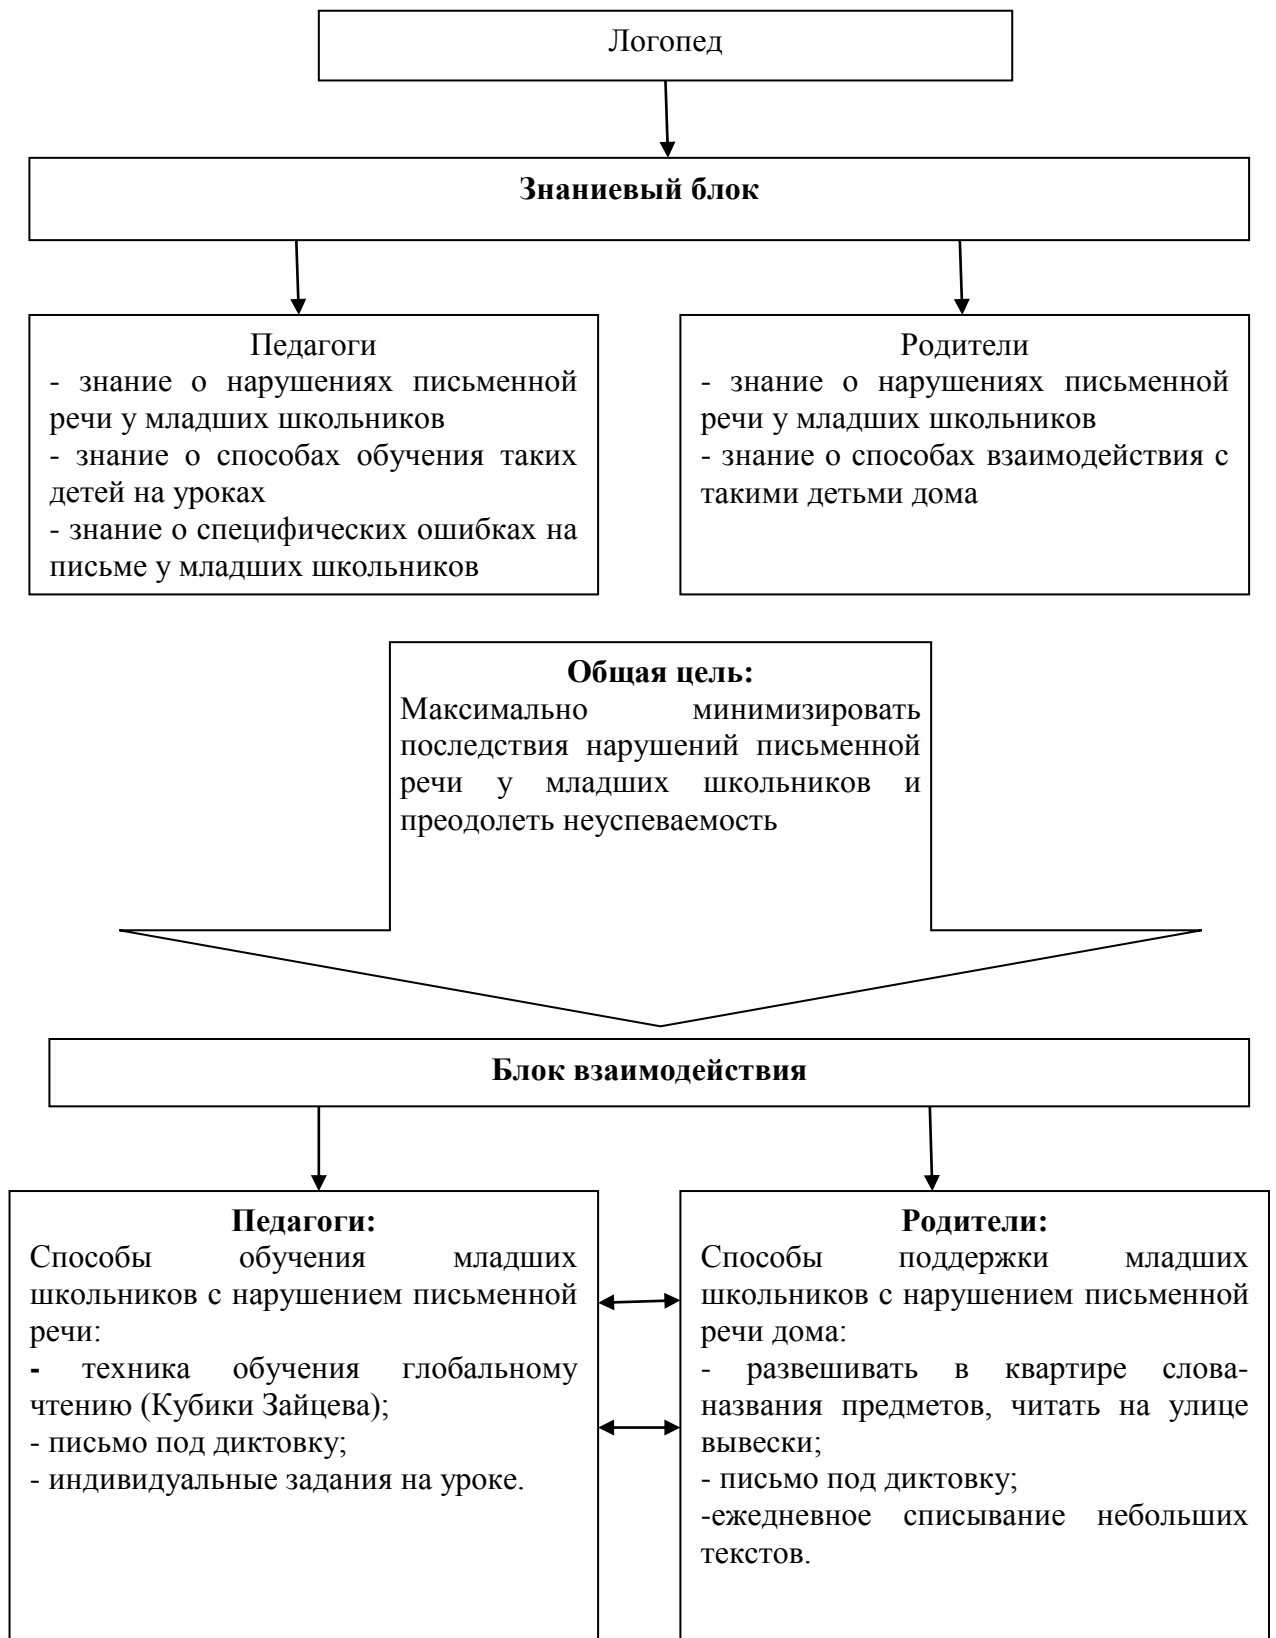 Логопед
Знаниевый блок
Педагоги
- знание о нарушениях письменной
речи у младших школьников
- знание о способах обучения таких
детей на уроках
- знание о специфических ошибках на
письме у младших школьников
Родители
- знание о нарушениях письменной
речи у младших школьников
- знание о способах взаимодействия с
такими детьми дома
Общая цель:
Максимально минимизировать
последствия нарушений письменной
речи у младших школьников и
преодолеть неуспеваемость
Блок взаимодействия
Педагоги:
Способы обучения младших
школьников с нарушением письменной
речи:
- техника обучения глобальному
чтению (Кубики Зайцева);
- письмо под диктовку;
- индивидуальные задания на уроке.
Родители:
Способы поддержки младших
школьников с нарушением письменной
речи дома:
- развешивать в квартире слова-
названия предметов, читать на улице
вывески;
- письмо под диктовку;
-ежедневное списывание небольших
текстов.